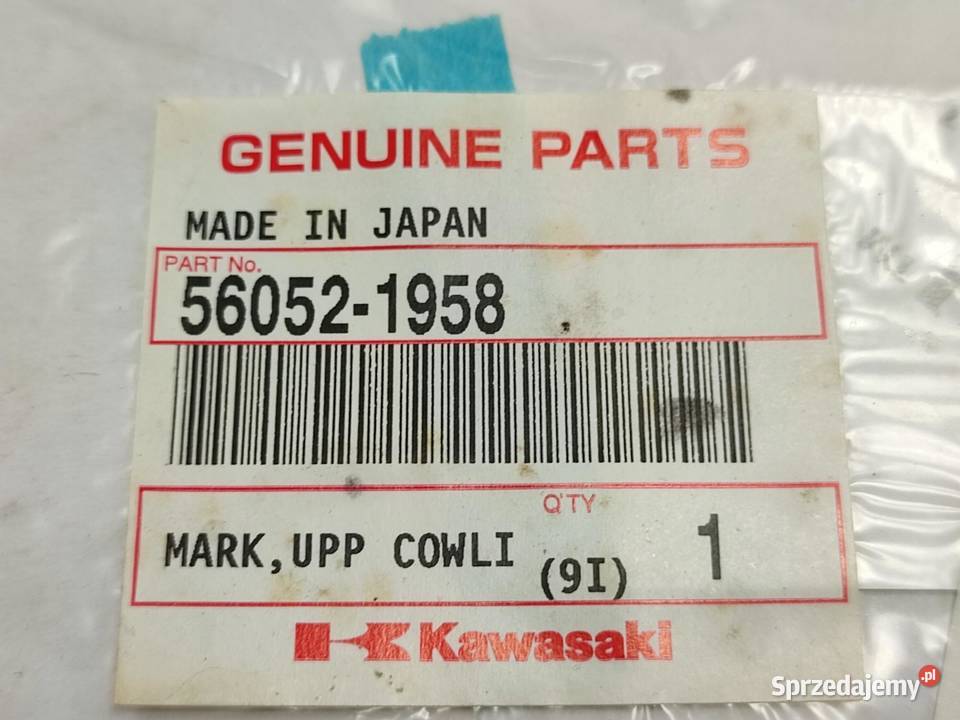 GENUINE PARTS
MADE IN JAPAN
PART No.
56052-1958
Q'TY
MARK,UPP COWLI (9I) 1
Kawasaki
Sprzedajemy.pl